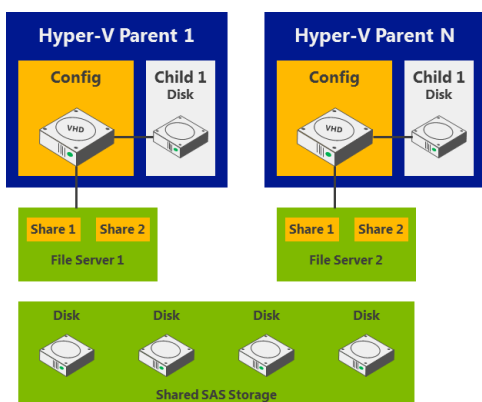 Hyper-V Parent 1
Config
Child 1
Disk
VHD
Share 1
Share 2
File Server 1
Hyper-V Parent N
Config
Child 1
Disk
VHD
Share 1
Share 2
File Server 2
Disk
Disk
Disk
Disk
Shared SAS Storage